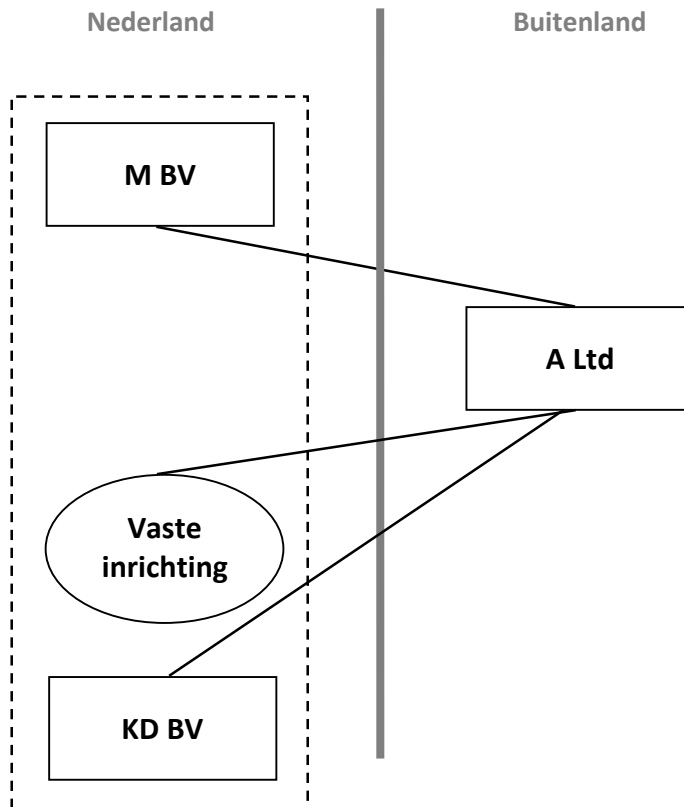 Nederland
Buitenland
M BV
A Ltd
Vaste
inrichting
KD BV